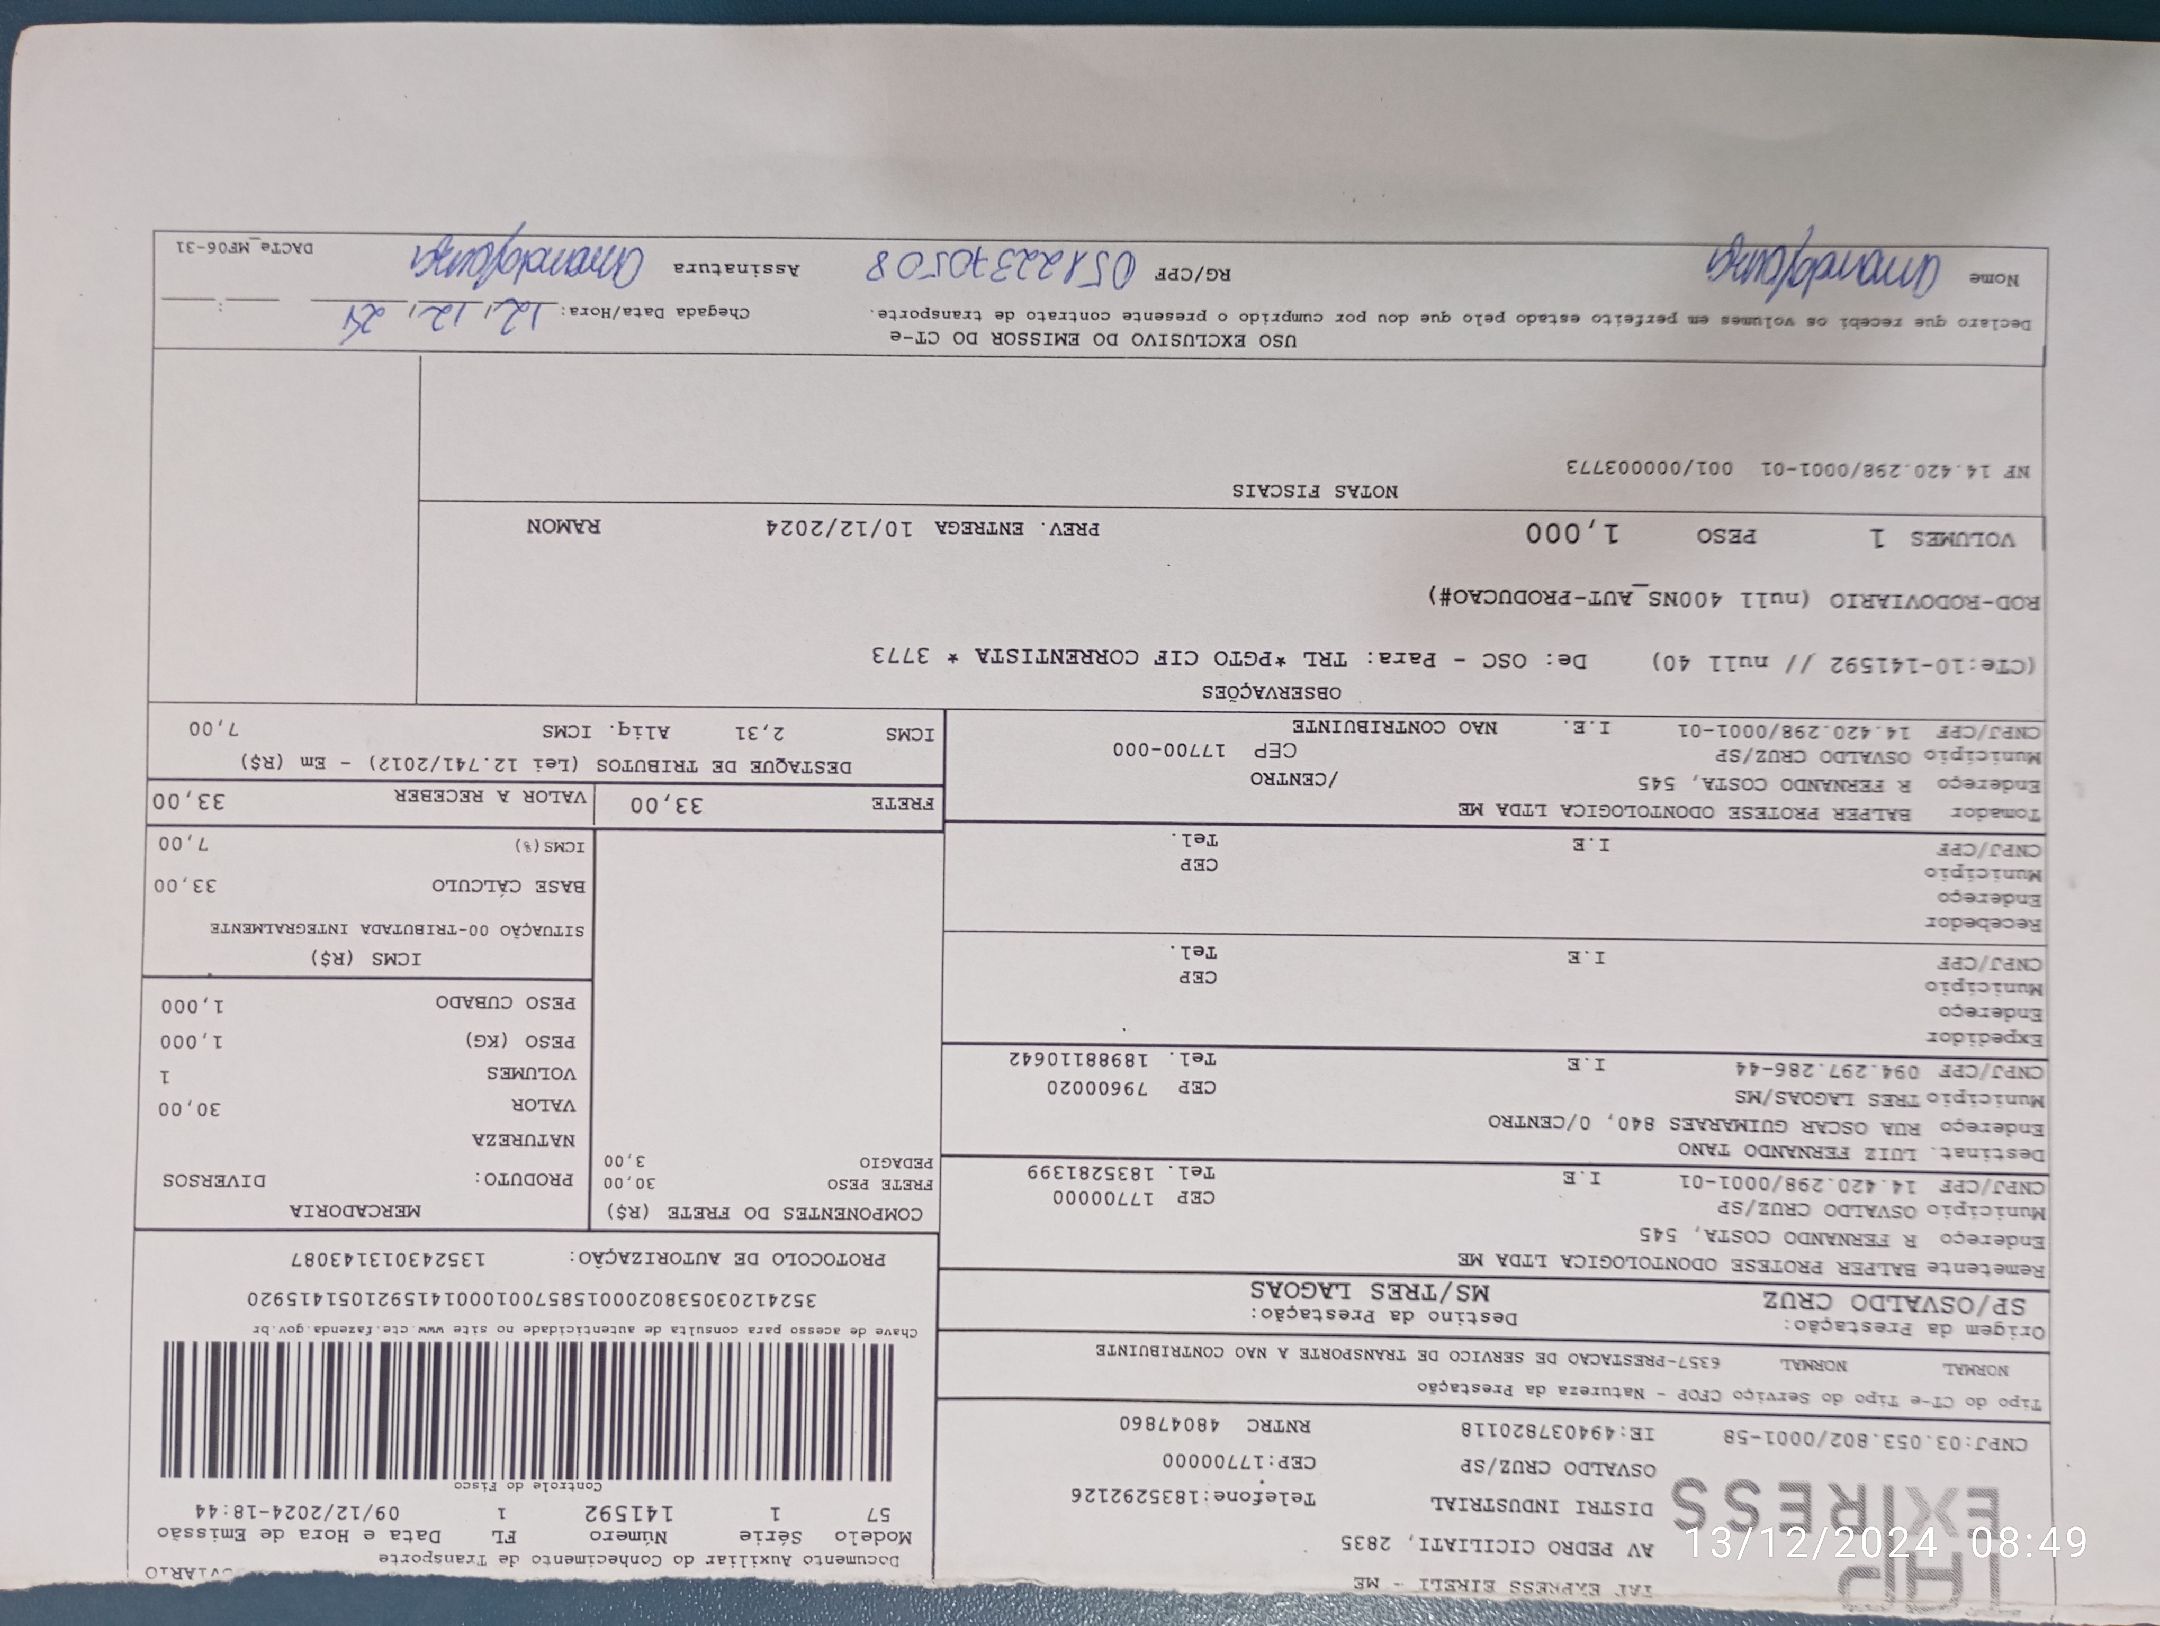 TAF EXPRESS EIRELI - ME
AV PEDRO CICILIATI, 2835
DISTRI INDUSTRIAL Telefone:1835292126
OSVALDO CRUZ/SP CEP:17700000
CNPJ:03.053.802/0001-58 IE:494037820118 RNTRC 48047860
Tipo do CT-e Tipo do Serviço CFOP - Natureza da Prestação
NORMAL NORMAL 6357-PRESTACAO DE SERVICO DE TRANSPORTE A NAO CONTRIBUINTE
Origem da Prestação: Destino da Prestação:
SP/OSVALDO CRUZ MS/TRES LAGOAS
Documento Auxiliar do Conhecimento de Transporte
Modelo Série Número FL Data e Hora de Emissão
57 1 141592 1 09/12/2024-18:44
Controle do Fisco
Chave de acesso para consulta de autenticidade no site www.cte.fazenda.gov.br
35241203053802000158570010001415921051415920
PROTOCOLO DE AUTORIZAÇÃO: 135243013143087
Remetente BALPER PROTESE ODONTOLOGICA LTDA ME
Endereço R FERNANDO COSTA, 545
Município OSVALDO CRUZ/SP CEP 17700000
CNPJ/CPF 14.420.298/0001-01 I.E Tel. 1835281399
Destinat. LUIZ FERNANDO TANO
Endereço RUA OSCAR GUIMARAES 840, 0/CENTRO
Município TRES LAGOAS/MS CEP 79600020
CNPJ/CPF 094.297.286-44 I.E Tel. 18988110642
Expedidor
Endereço
Município CEP
CNPJ/CPF I.E Tel.
Recebedor
Endereço
Município CEP
CNPJ/CPF I.E Tel.
Tomador BALPER PROTESE ODONTOLOGICA LTDA ME
Endereço R FERNANDO COSTA, 545 /CENTRO
Município OSVALDO CRUZ/SP CEP 17700-000
CNPJ/CPF 14.420.298/0001-01 I.E. NAO CONTRIBUINTE
COMPONENTES DO FRETE (R$)
FRETE PESO 30,00
PEDAGIO 3,00
MERCADORIA
PRODUTO: DIVERSOS
NATUREZA
VALOR 30,00
VOLUMES 1
PESO (KG) 1,000
PESO CUBADO 1,000
ICMS (R$)
SITUAÇÃO 00-TRIBUTADA INTEGRALMENTE
BASE CÁLCULO 33,00
ICMS(%) 7,00
FRETE 33,00 VALOR A RECEBER 33,00
DESTAQUE DE TRIBUTOS (Lei 12.741/2012) - Em (R$)
ICMS 2,31 Aliq. ICMS 7,00
OBSERVAÇÕES
(CTe:10-141592 // null 40) De: OSC - Para: TRL *PGTO CIF CORRENTISTA * 3773
ROD-RODOVIARIO (null 400NS_AUT-PRODUCAO#)
VOLUMES 1 PESO 1,000 PREV. ENTREGA 10/12/2024 RAMON
NOTAS FISCAIS
NF 14.420.298/0001-01 001/000003773
USO EXCLUSIVO DO EMISSOR DO CT-e
Declaro que recebi os volumes em perfeito estado pelo que dou por cumprido o presente contrato de transporte. Chegada Data/Hora: 12, 12, 24 :
Nome RG/CPF 05122370508 Assinatura
DACTe_MF06-31
13/12/2024 08:49